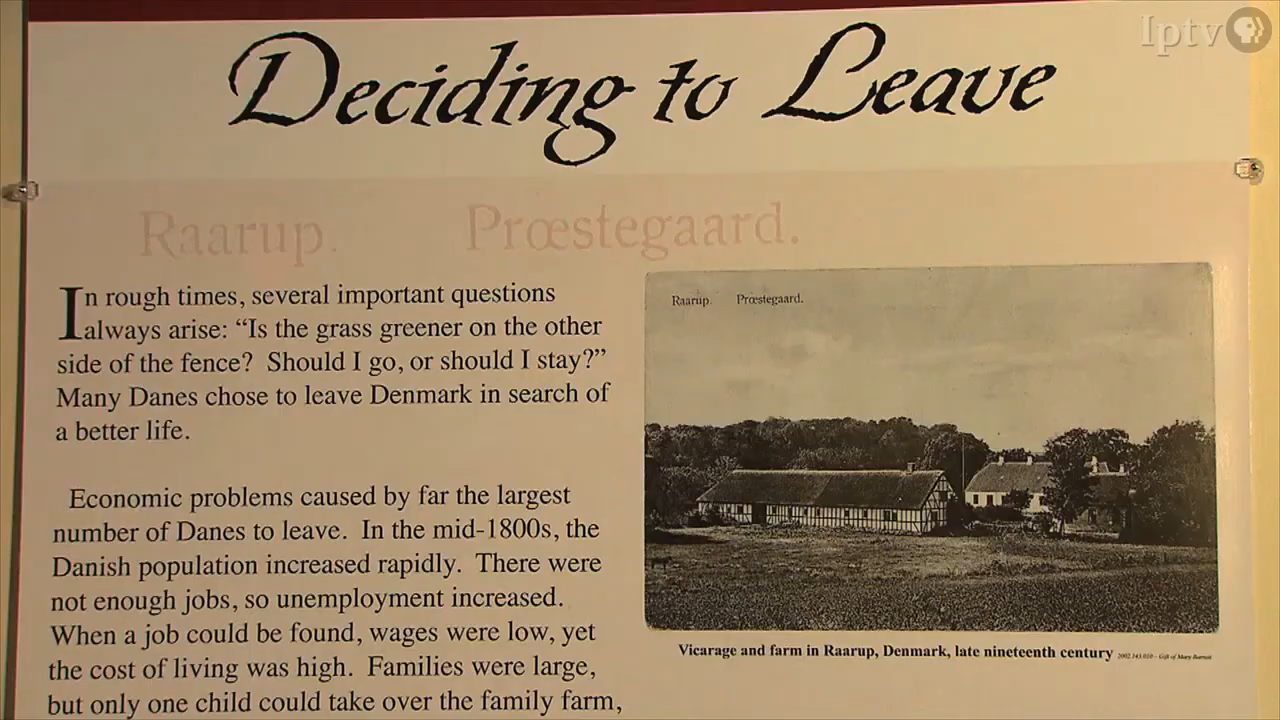 Iptv
Deciding to Leave
Raarup. Præstegaard.
In rough times, several important questions
always arise: “Is the grass greener on the other
side of the fence? Should I go, or should I stay?”
Many Danes chose to leave Denmark in search of
a better life.
Economic problems caused by far the largest
number of Danes to leave. In the mid-1800s, the
Danish population increased rapidly. There were
not enough jobs, so unemployment increased.
When a job could be found, wages were low, yet
the cost of living was high. Families were large,
but only one child could take over the family farm,
Raarup. Præstegaard.
Vicarage and farm in Raarup, Denmark, late nineteenth century